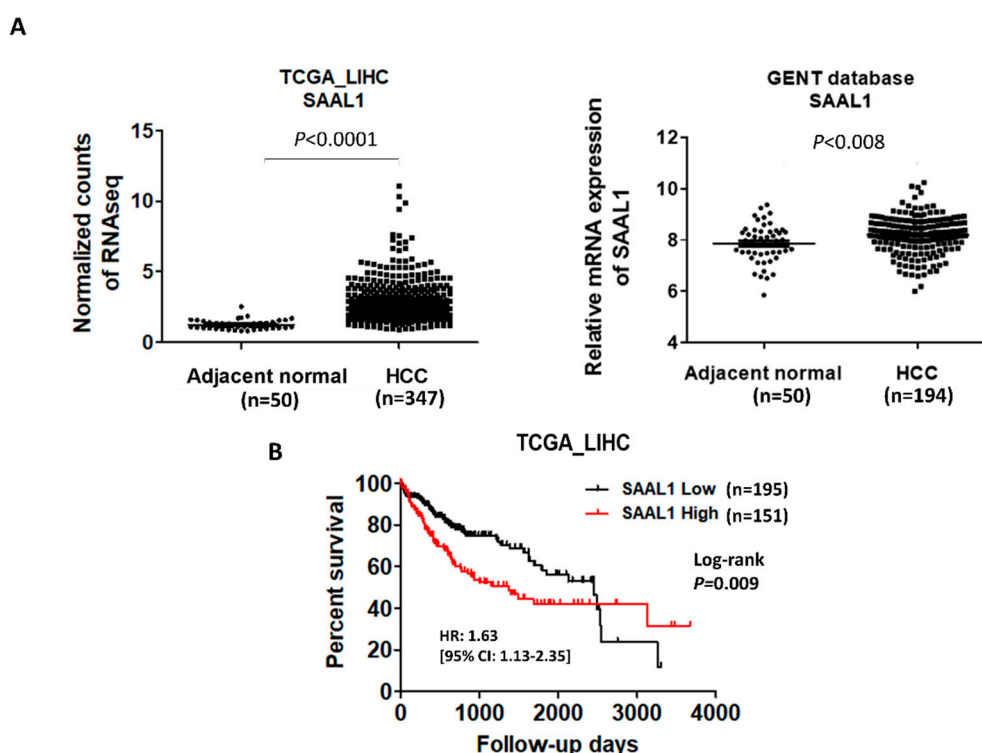 A
TCGA_LIHC
SAAL1
P<0.0001
Normalized counts
of RNAseq
15
10
5
0
Adjacent normal
(n=50)
HCC
(n=347)
GENT database
SAAL1
P<0.008
Relative mRNA expression
of SAAL1
12
10
8
6
4
Adjacent normal
(n=50)
HCC
(n=194)
B
TCGA_LIHC
Percent survival
100
80
60
40
20
0
SAAL1 Low (n=195)
SAAL1 High (n=151)
Log-rank
P=0.009
HR: 1.63
[95% CI: 1.13-2.35]
0 1000 2000 3000 4000
Follow-up days